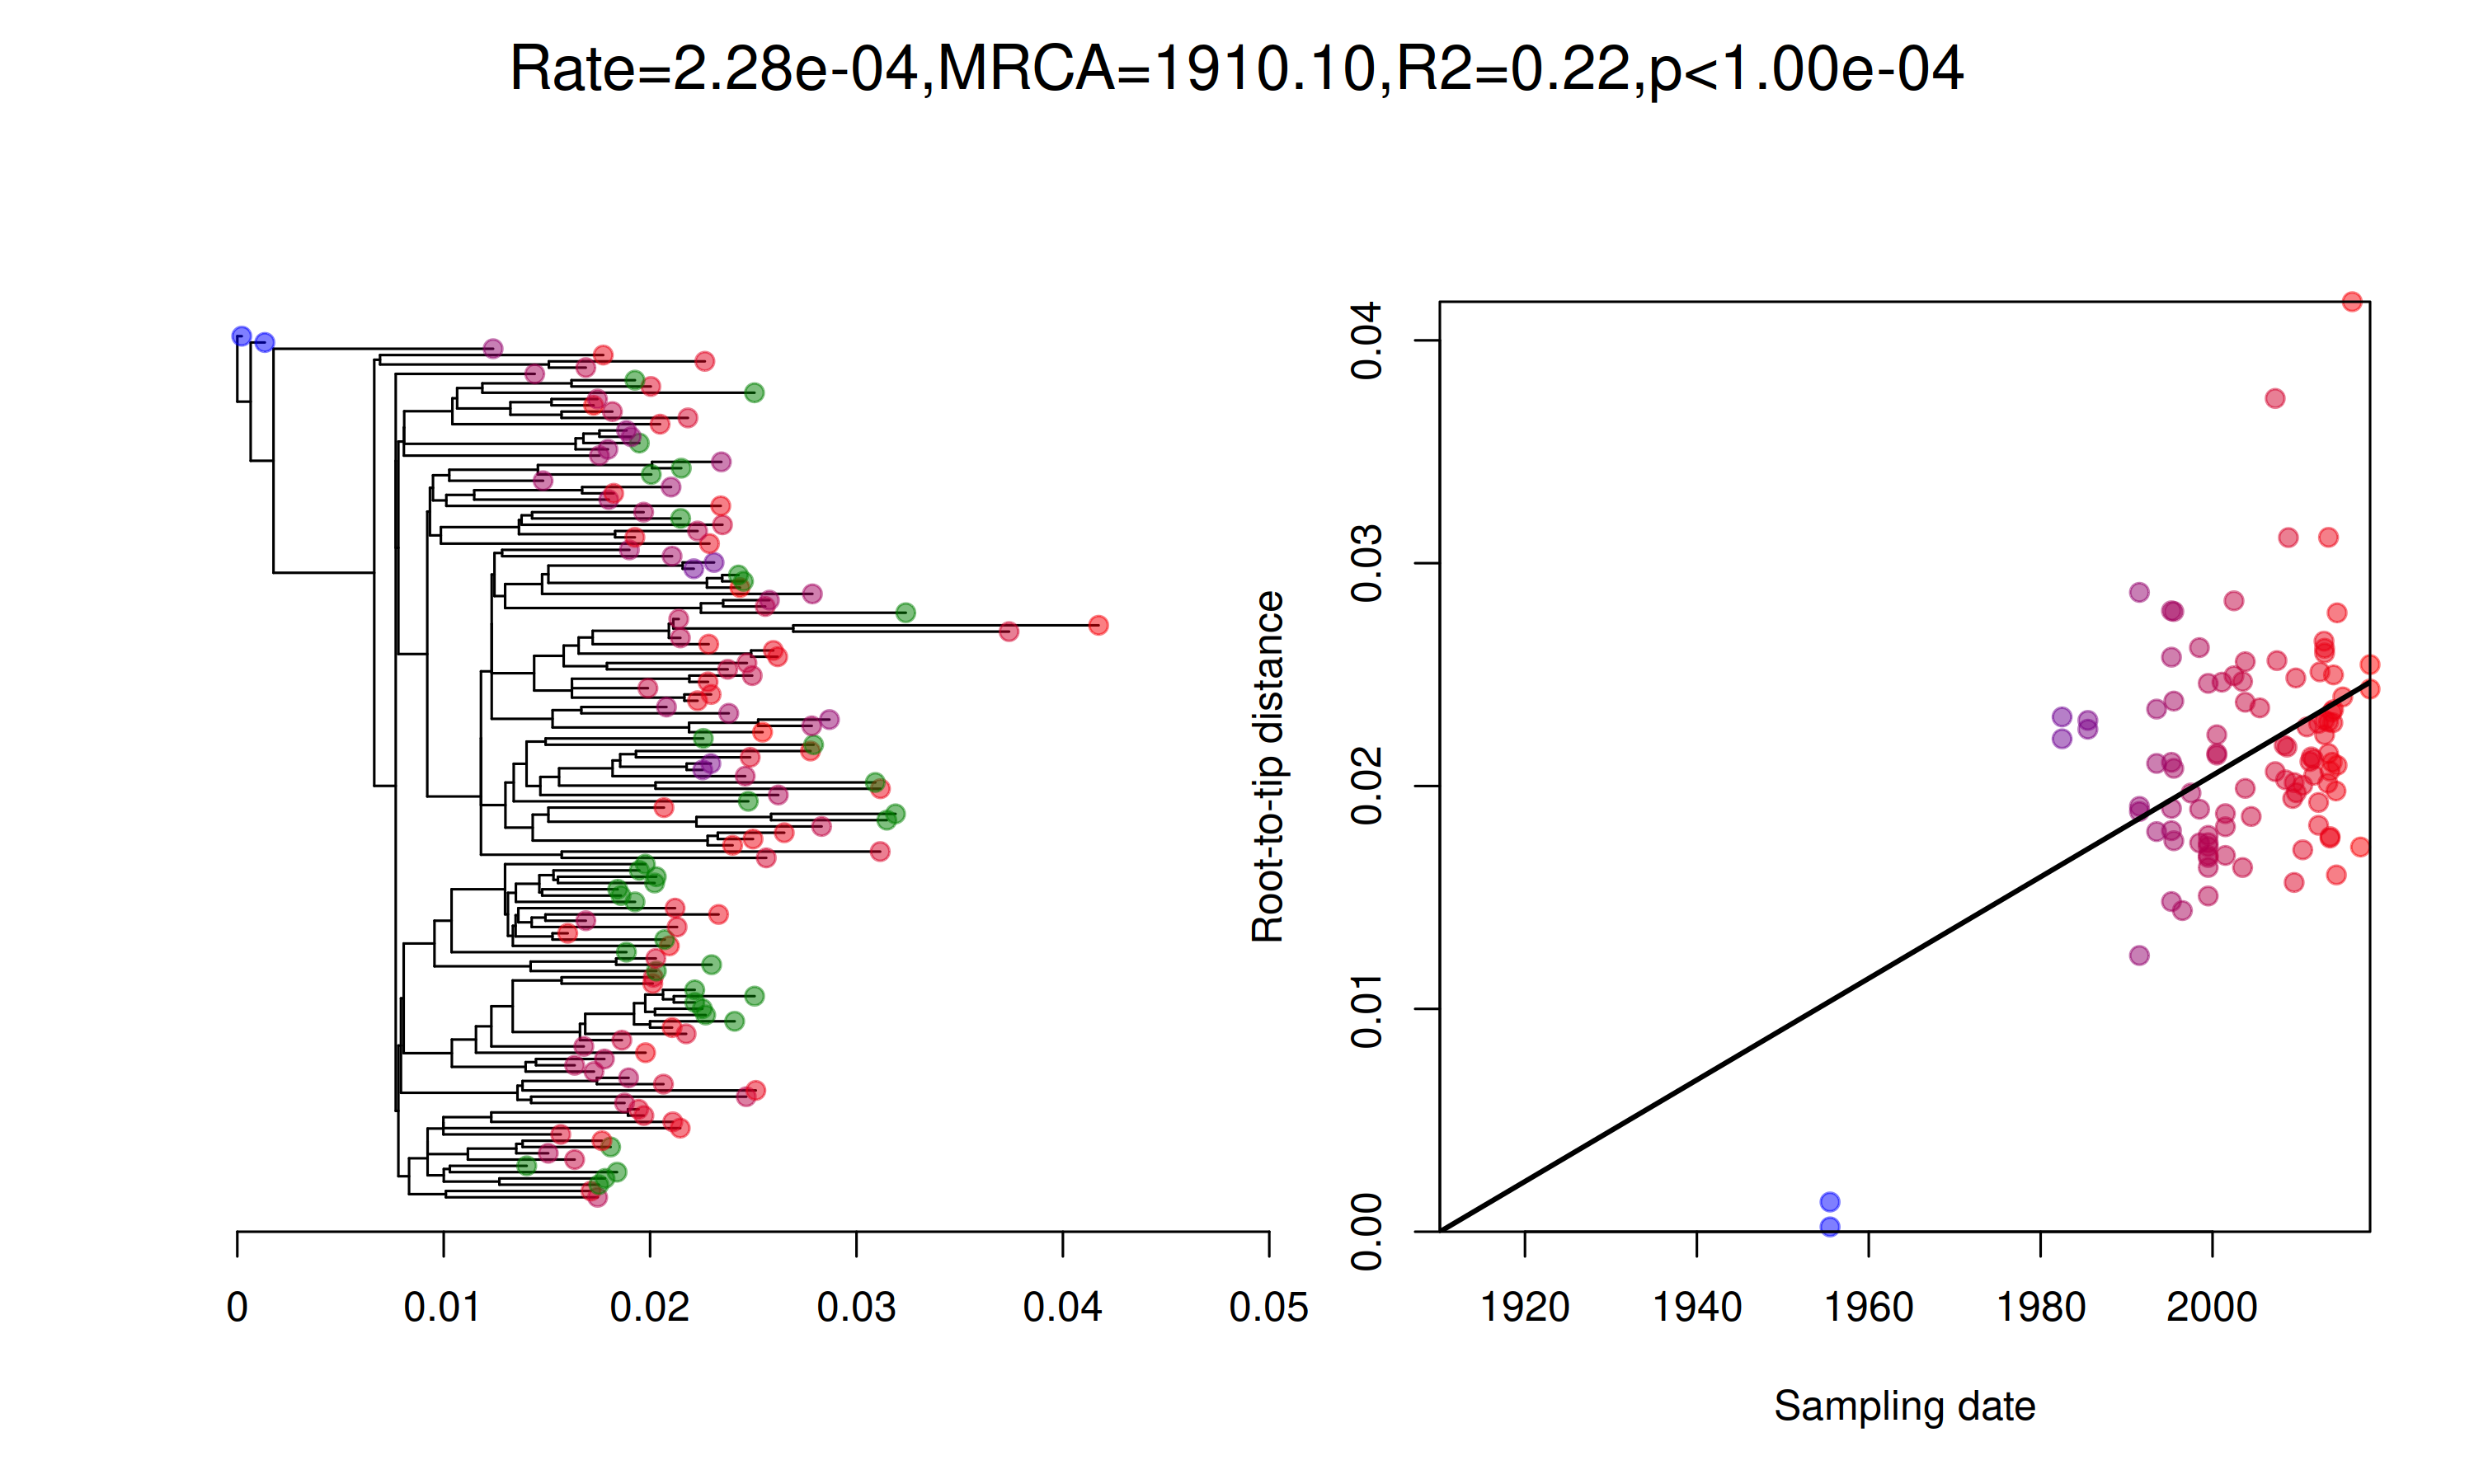 Rate=2.28e-04,MRCA=1910.10,R2=0.22,p<1.00e-04
0 0.01 0.02 0.03 0.04 0.05
Root-to-tip distance
0.00 0.01 0.02 0.03 0.04
1920 1940 1960 1980 2000
Sampling date